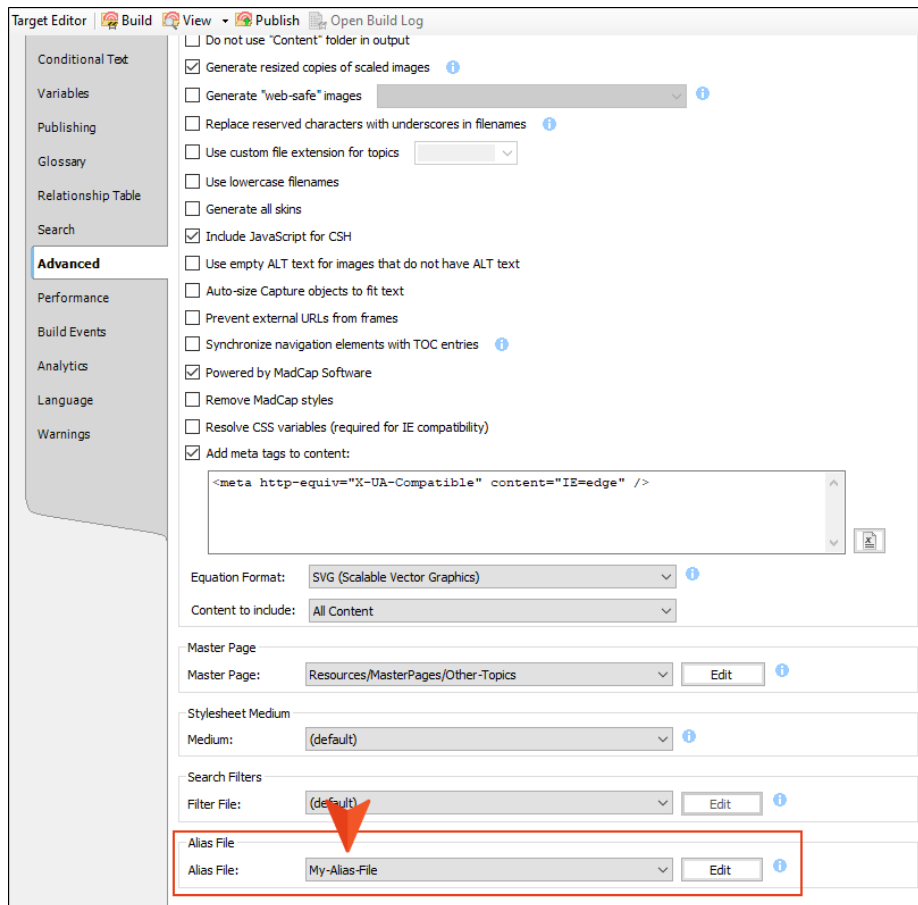 Target Editor Build View Publish Open Build Log
Do not use "Content" folder in output
Conditional Text
Variables
Publishing
Glossary
Relationship Table
Search
Advanced
Performance
Build Events
Analytics
Language
Warnings
Generate resized copies of scaled images
Generate "web-safe" images
Replace reserved characters with underscores in filenames
Use custom file extension for topics
Use lowercase filenames
Generate all skins
Include JavaScript for CSH
Use empty ALT text for images that do not have ALT text
Auto-size Capture objects to fit text
Prevent external URLs from frames
Synchronize navigation elements with TOC entries
Powered by MadCap Software
Remove MadCap styles
Resolve CSS variables (required for IE compatibility)
Add meta tags to content:
<meta http-equiv="X-UA-Compatible" content="IE=edge" />
Equation Format: SVG (Scalable Vector Graphics)
Content to include: All Content
Master Page
Master Page: Resources/MasterPages/Other-Topics Edit
Stylesheet Medium
Medium: (default)
Search Filters
Filter File: (default) Edit
Alias File
Alias File: My-Alias-File Edit